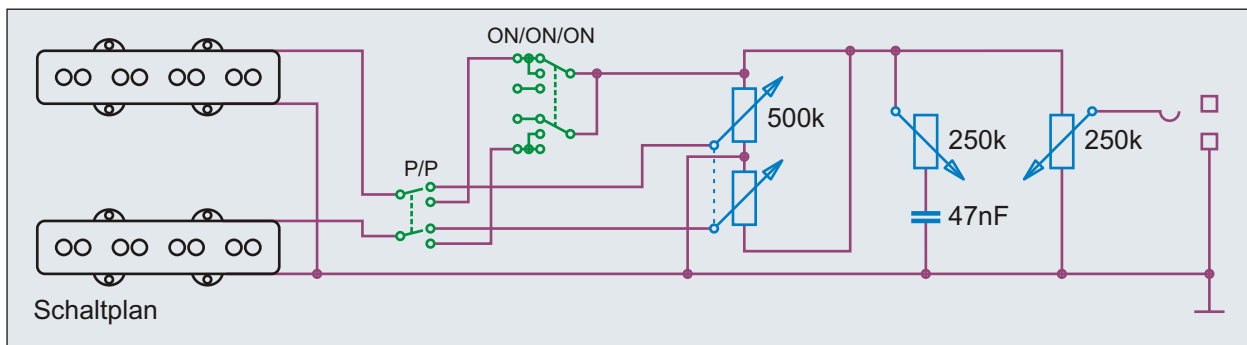 ON/ON/ON
500k
250k
250k
P/P
47nF
Schaltplan